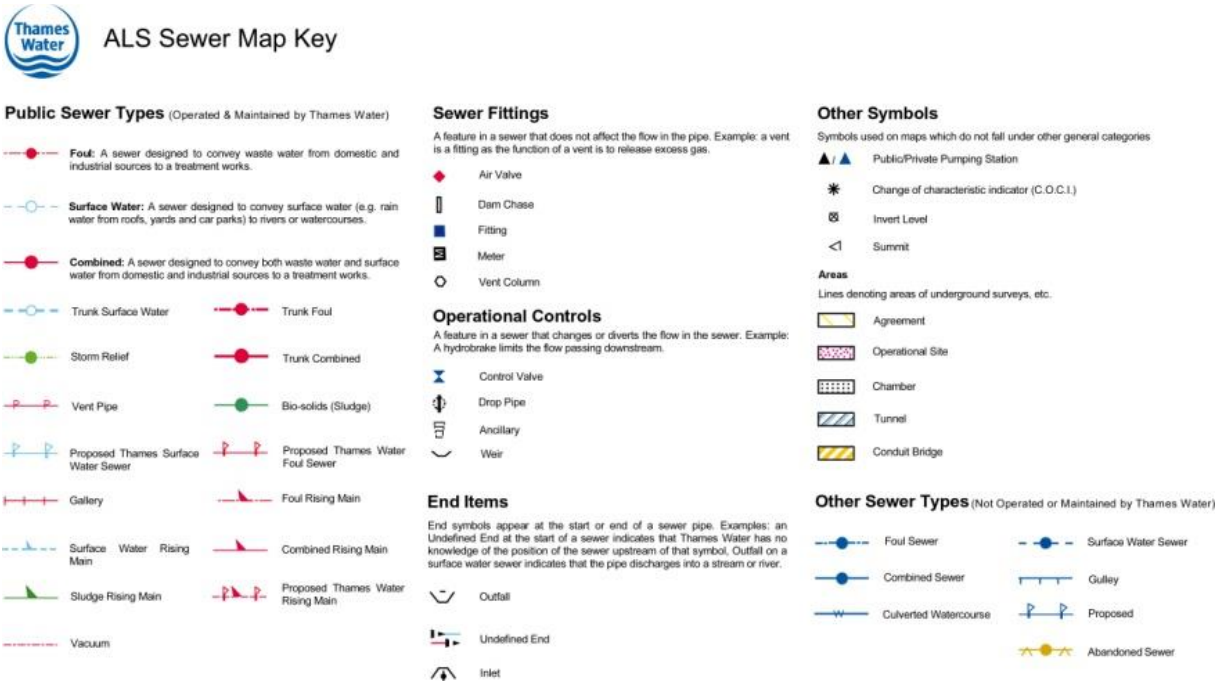 Thames
Water
ALS Sewer Map Key
Public Sewer Types (Operated & Maintained by Thames Water)
Foul: A sewer designed to convey waste water from domestic and
industrial sources to a treatment works.
Surface Water: A sewer designed to convey surface water (e.g. rain
water from roofs, yards and car parks) to rivers or watercourses.
Combined: A sewer designed to convey both waste water and surface
water from domestic and industrial sources to a treatment works.
Trunk Surface Water
Trunk Foul
Storm Relief
Trunk Combined
P P
Vent Pipe
Bio-solids (Sludge)
Proposed Thames Surface
Water Sewer
Proposed Thames Water
Foul Sewer
Gallery
Foul Rising Main
Surface Water Rising
Main
Combined Rising Main
Sludge Rising Main
Proposed Thames Water
Rising Main
Vacuum
Sewer Fittings
A feature in a sewer that does not affect the flow in the pipe. Example: a vent
is a fitting as the function of a vent is to release excess gas.
Air Valve
Dam Chase
Fitting
M
Meter
Vent Column
Operational Controls
A feature in a sewer that changes or diverts the flow in the sewer. Example:
A hydrobrake limits the flow passing downstream.
Control Valve
Drop Pipe
Ancillary
Weir
End Items
End symbols appear at the start or end of a sewer pipe. Examples: an
Undefined End at the start of a sewer indicates that Thames Water has no
knowledge of the position of the sewer upstream of that symbol, Outfall on a
surface water sewer indicates that the pipe discharges into a stream or river.
Outfall
Undefined End
Inlet
Other Symbols
Symbols used on maps which do not fall under other general categories
/
Public/Private Pumping Station
Change of characteristic indicator (C.O.C.I.)
Invert Level
Summit
Areas
Lines denoting areas of underground surveys, etc.
Agreement
Operational Site
Chamber
Tunnel
Conduit Bridge
Other Sewer Types (Not Operated or Maintained by Thames Water)
Foul Sewer
Surface Water Sewer
Combined Sewer
Gulley
Culverted Watercourse
Proposed
Abandoned Sewer